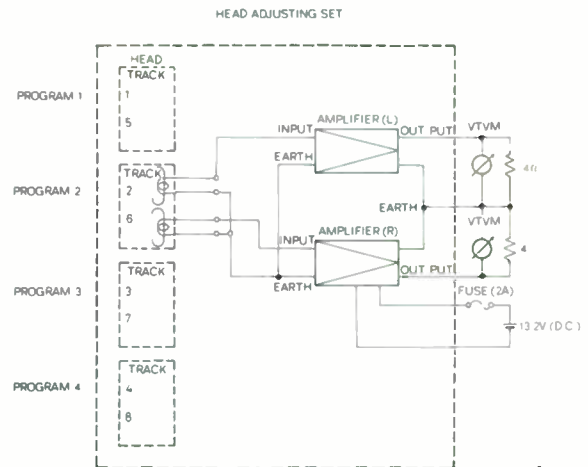 HEAD ADJUSTING SET
HEAD
PROGRAM 1
TRACK
1
5
PROGRAM 2
TRACK
2
6
PROGRAM 3
TRACK
3
7
PROGRAM 4
TRACK
4
8
AMPLIFIER (L)
INPUT
OUT PUT
EARTH
VTVM
4Ω
EARTH
VTVM
AMPLIFIER (R)
INPUT
4
OUT PUT
EARTH
FUSE (2A)
13.2V (D C)